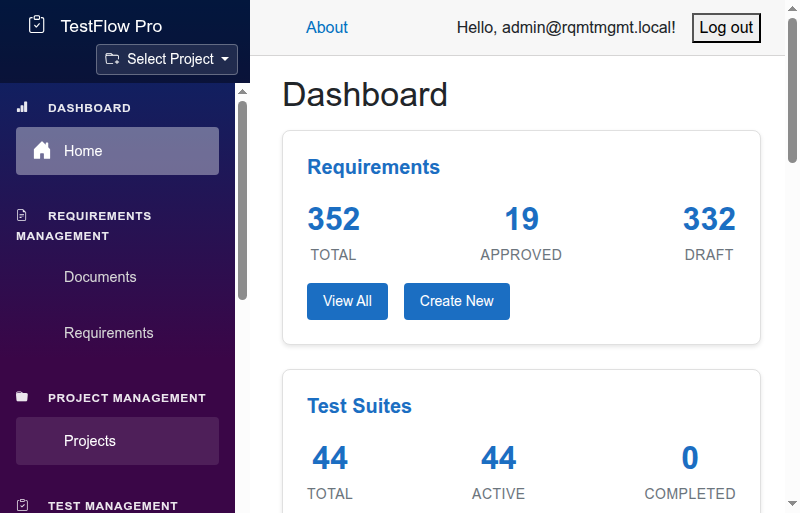 TestFlow Pro
Select Project
DASHBOARD
Home
REQUIREMENTS
MANAGEMENT
Documents
Requirements
PROJECT MANAGEMENT
Projects
TEST MANAGEMENT
About
Hello, admin@rqmtmgmt.local!
Log out
Dashboard
Requirements
352 19 332
TOTAL APPROVED DRAFT
View All Create New
Test Suites
44 44 0
TOTAL ACTIVE COMPLETED